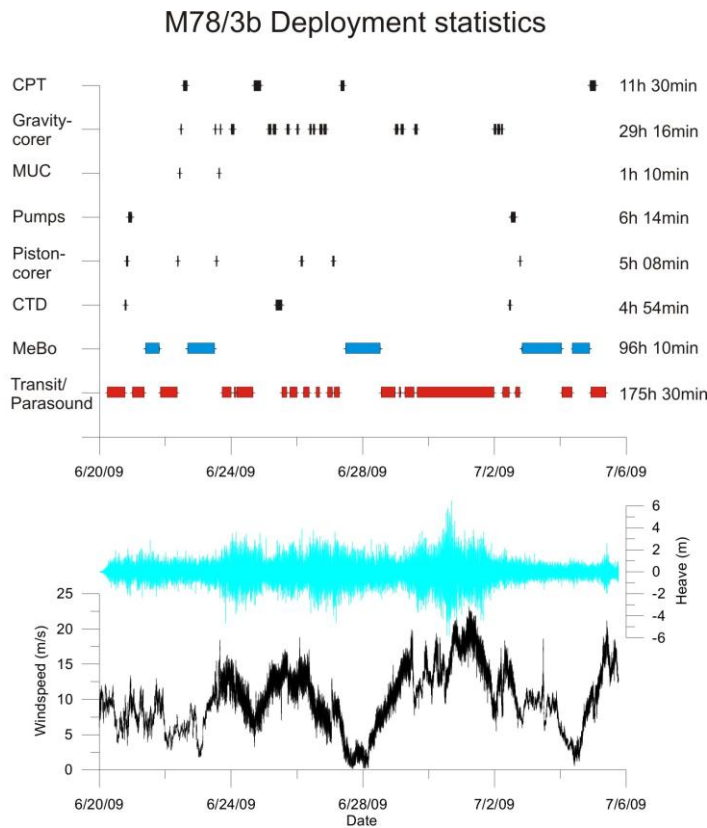 M78/3b Deployment statistics
CPT 11h 30min
Gravity-
corer 29h 16min
MUC 1h 10min
Pumps 6h 14min
Piston-
corer 5h 08min
CTD 4h 54min
MeBo 96h 10min
Transit/
Parasound 175h 30min
6/20/09 6/24/09 6/28/09 7/2/09 7/6/09
6
4
2
0
-2
-4
-6
Heave (m)
25
20
15
10
5
0
Windspeed (m/s)
6/20/09 6/24/09 6/28/09 7/2/09 7/6/09
Date